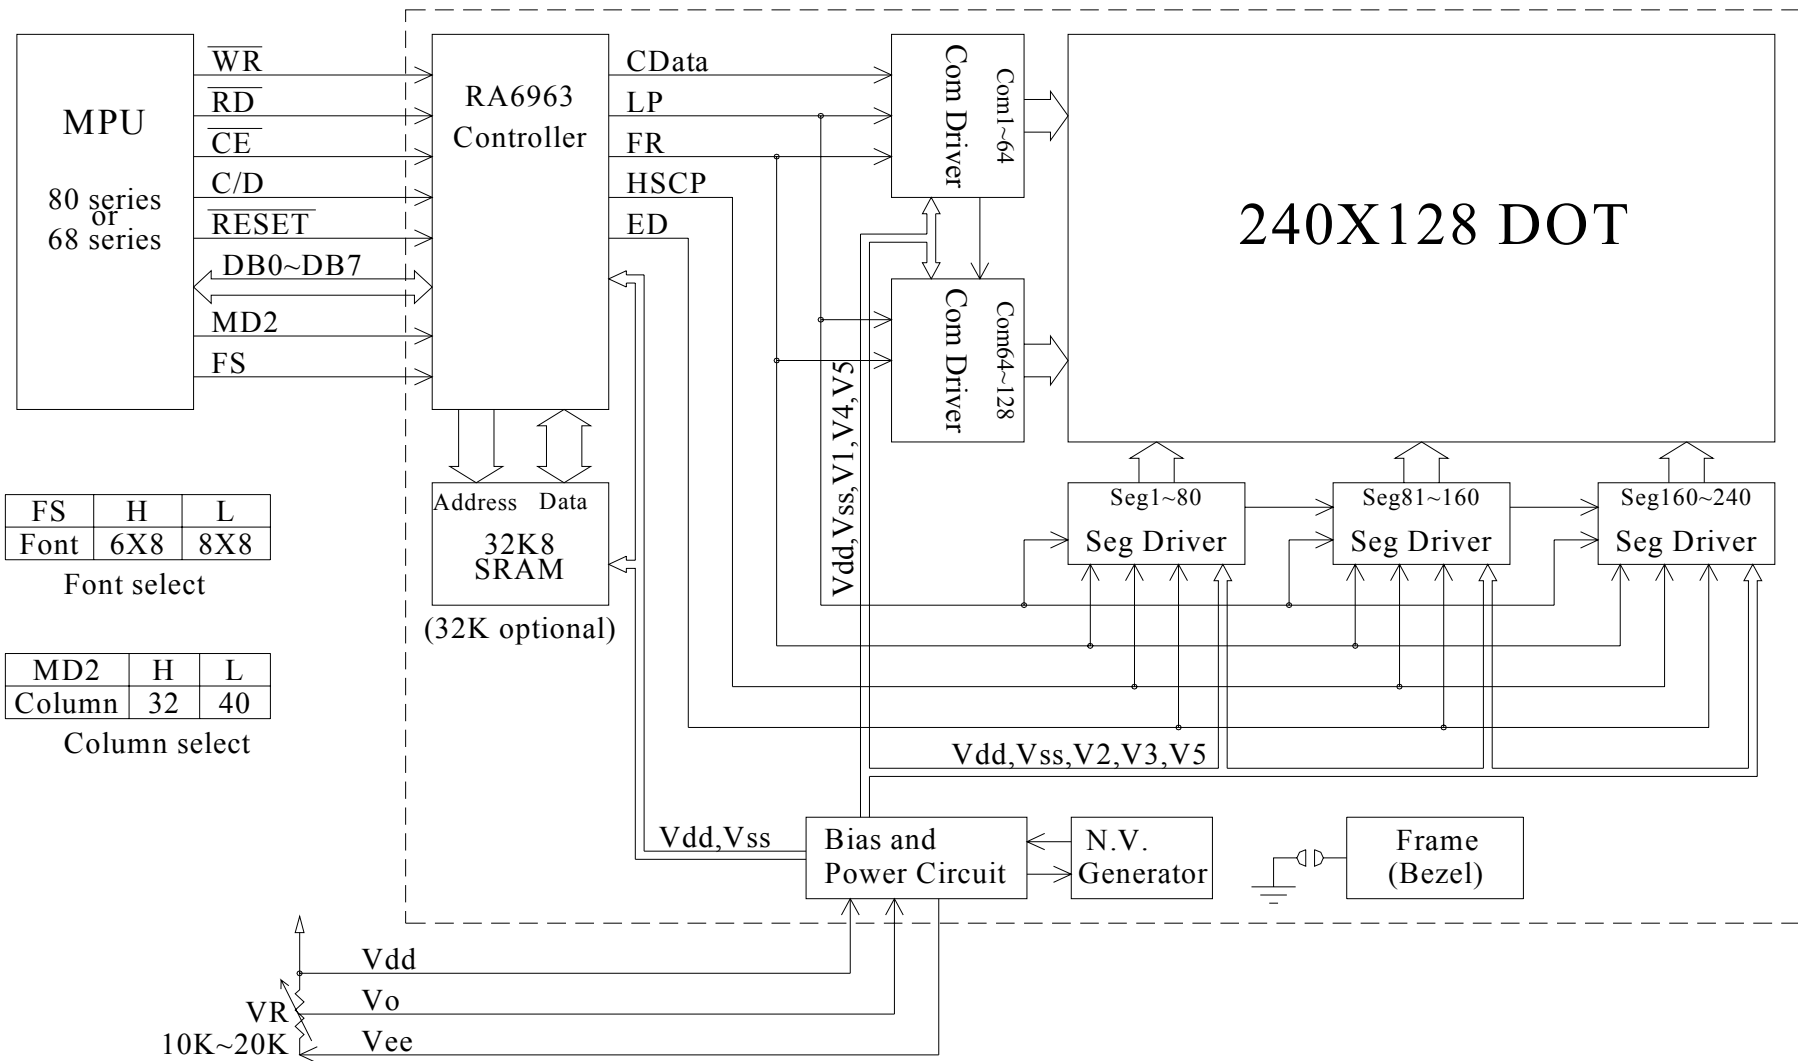 MPU
80 series
or
68 series
WR
RD
CE
C/D
RESET
DB0~DB7
MD2
FS
RA6963
Controller
CData
LP
FR
HSCP
ED
Com Driver
Com1~64
Com Driver
Com64~128
240X128 DOT
Vdd,Vss,V1,V4,V5
Address Data
32K8
SRAM
(32K optional)
Seg1~80
Seg Driver
Seg81~160
Seg Driver
Seg160~240
Seg Driver
FS H L
Font 6X8 8X8
Font select
MD2 H L
Column 32 40
Column select
Vdd,Vss,V2,V3,V5
Vdd,Vss
Bias and
Power Circuit
N.V.
Generator
Frame
(Bezel)
Vdd
Vo
VR
10K~20K
Vee